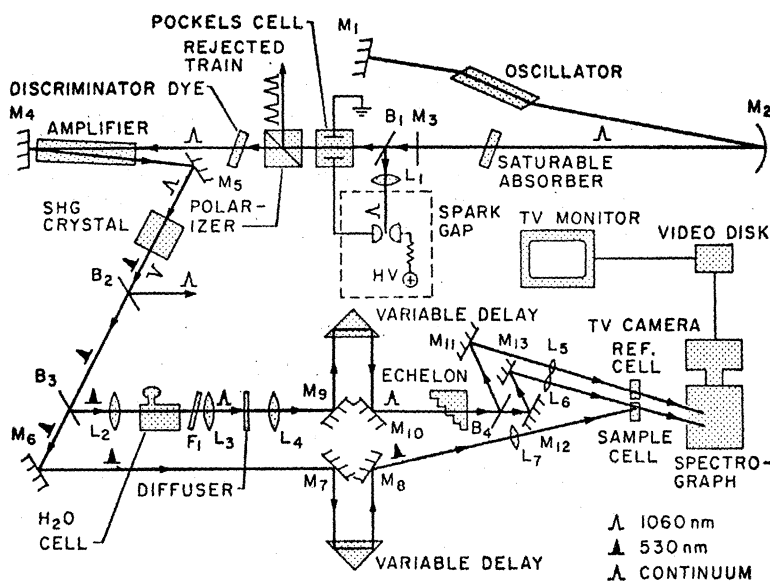 POCKELS CELL
REJECTED
TRAIN
M1
OSCILLATOR
M2
DISCRIMINATOR DYE
M4
AMPLIFIER
B1 M3
L1
SATURABLE
ABSORBER
M5
POLAR-
IZER
SHG
CRYSTAL
SPARK
GAP
HV
TV MONITOR
VIDEO DISK
B2
VARIABLE DELAY
M11
M13
L5
TV CAMERA
REF.
CELL
B3
M9
ECHELON
L6
L2
F1
L3
L4
M10
B4
M12
SAMPLE
CELL
M6
DIFFUSER
M7
M8
L7
SPECTRO-
GRAPH
H2O
CELL
VARIABLE DELAY
1060 nm
530 nm
CONTINUUM